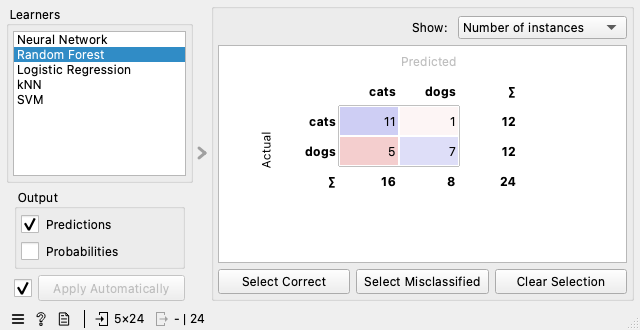 Learners
Neural Network
Random Forest
Logistic Regression
kNN
SVM
Output
Predictions
Probabilities
Apply Automatically
5×24
- | 24
Show: Number of instances
Predicted
cats dogs ∑
Actual
cats 11 1 12
dogs 5 7 12
∑ 16 8 24
Select Correct Select Misclassified Clear Selection